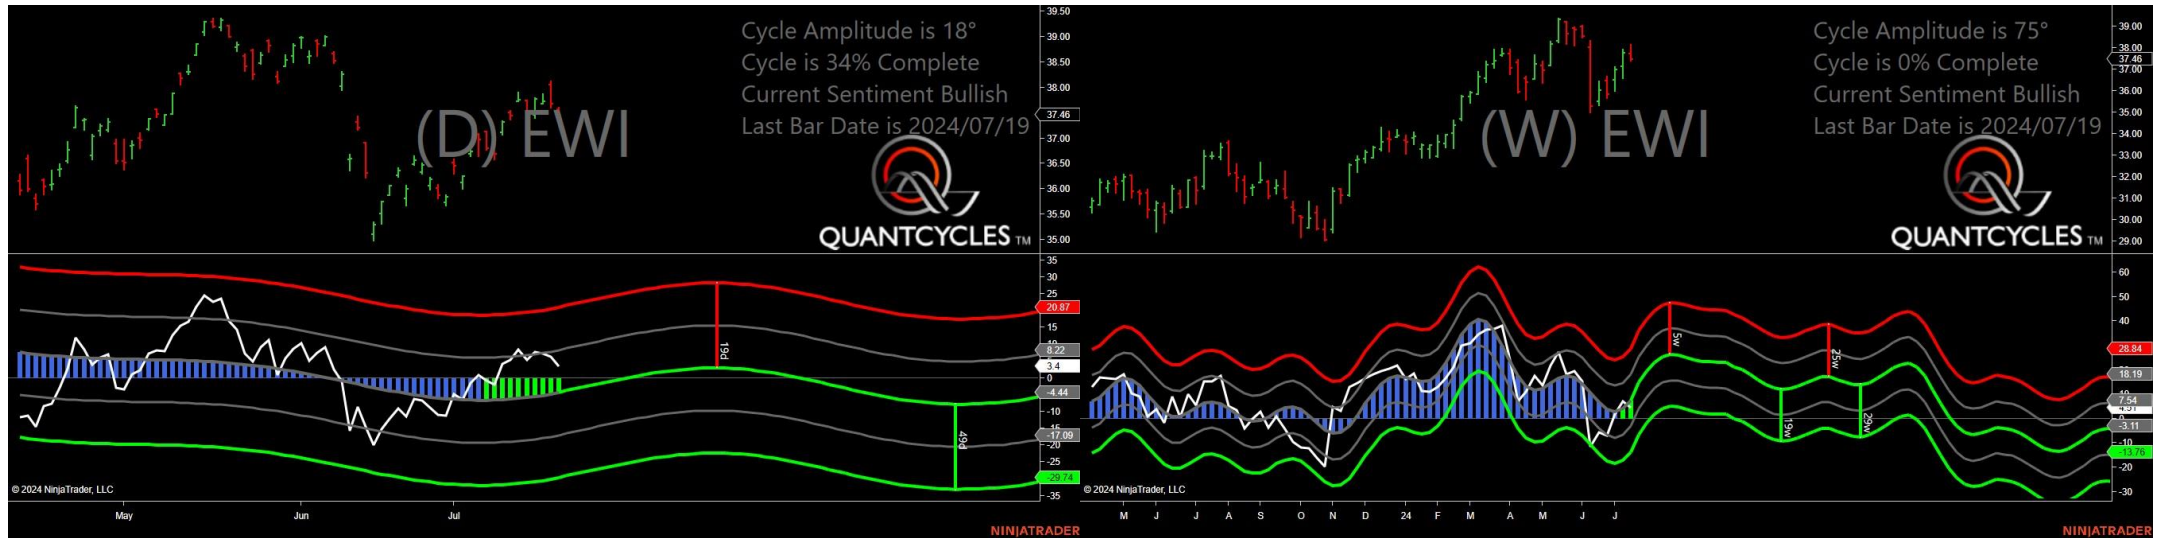 Cycle Amplitude is 18°
Cycle is 34% Complete
Current Sentiment Bullish
Last Bar Date is 2024/07/19
(D) EWI
QUANTCYCLES TM
39.50
39.00
38.50
38.00
37.46
37.00
36.50
36.00
35.50
35.00
35
30
25
20.87
15
8.22
3.4
0
-4.44
-10
-15
-17.09
-20
-25
-29.74
-35
19d
49d
© 2024 NinjaTrader, LLC
May Jun Jul
NINJATRADER
Cycle Amplitude is 75°
Cycle is 0% Complete
Current Sentiment Bullish
Last Bar Date is 2024/07/19
(W) EWI
QUANTCYCLES TM
39.00
38.00
37.46
37.00
36.00
35.00
34.00
33.00
32.00
31.00
30.00
29.00
60
50
40
28.84
18.19
7.54
-3.11
-10
-13.76
-20
-30
5w
25w
19w
29w
© 2024 NinjaTrader, LLC
M J J A S O N D 24 F M A M J J
NINJATRADER